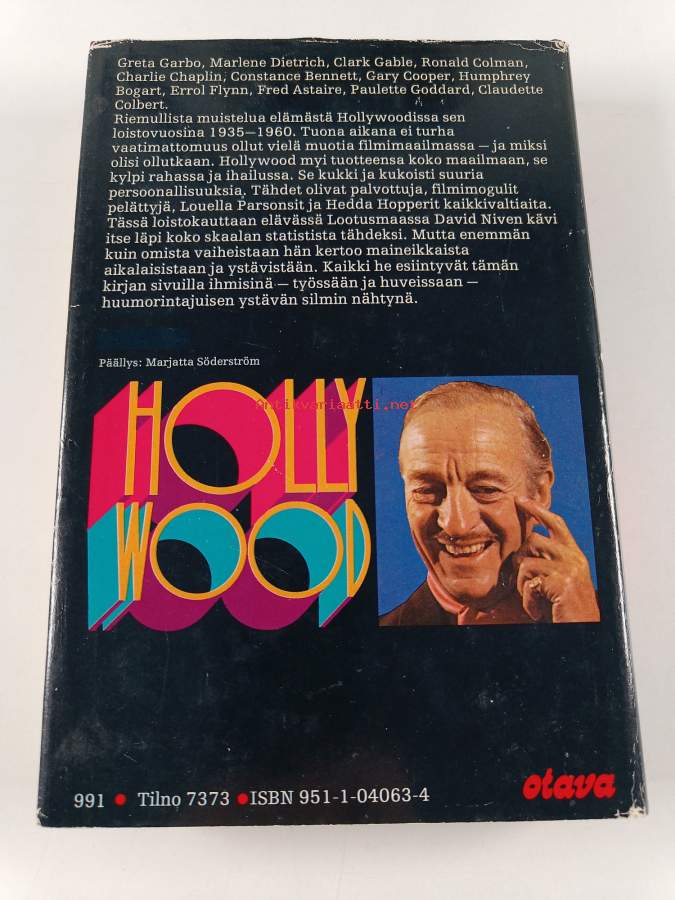 Greta Garbo, Marlene Dietrich, Clark Gable, Ronald Colman,
Charlie Chaplin, Constance Bennett, Gary Cooper, Humphrey
Bogart, Errol Flynn, Fred Astaire, Paulette Goddard, Claudette
Colbert.
Riemullista muistelua elämästä Hollywoodissa sen
loistovuosina 1935—1960. Tuona aikana ei turha
vaatimattomuus ollut vielä muotia filmimaailmassa — ja miksi
olisi ollutkaan. Hollywood myi tuotteensa koko maailmaan, se
kylpi rahassa ja ihailussa. Se kukki ja kukoisti suuria
persoonallisuuksia. Tähdet olivat palvottuja, filmimogulit
pelättyjä, Louella Parsonsit ja Hedda Hopperit kaikkivaltiaita.
Tässä loistokauttaan elävässä Lootusmaassa David Niven kävi
itse läpi koko skaalan statistista tähdeksi. Mutta enemmän
kuin omista vaiheistaan hän kertoo maineikkaista
aikalaisistaan ja ystävistään. Kaikki he esiintyvät tämän
kirjan sivuilla ihmisinä — työssään ja huveissaan —
huumorintajuisen ystävän silmin nähtynä.
Päällys: Marjatta Söderström
HOLLY
WOOD
Antikvariaatti.net
otava
991 • Tilno 7373 • ISBN 951-1-04063-4